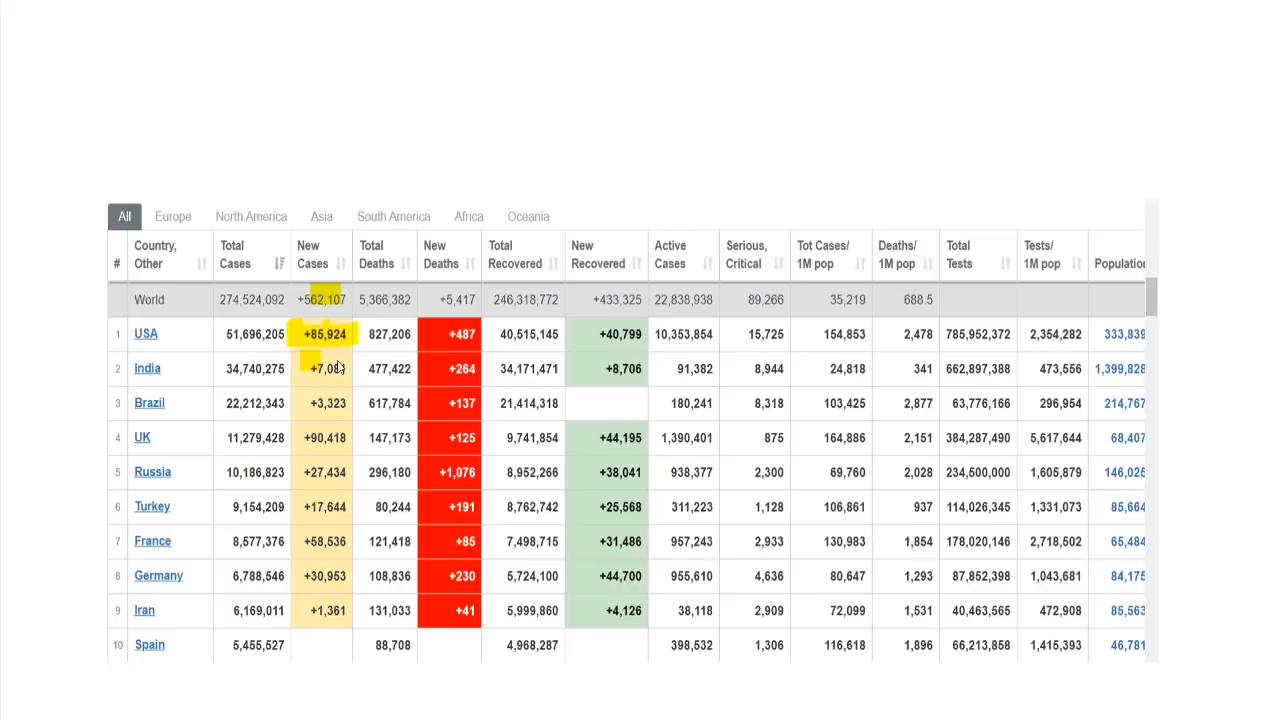 All Europe North America Asia South America Africa Oceania
# Country, Other Total Cases New Cases Total Deaths New Deaths Total Recovered New Recovered Active Cases Serious, Critical Tot Cases/ 1M pop Deaths/ 1M pop Total Tests Tests/ 1M pop Population
World 274,524,092 +562,107 5,366,382 +5,417 246,318,772 +433,325 22,838,938 89,266 35,219 688.5
1 USA 51,696,205 +85,924 827,206 +487 40,515,145 +40,799 10,353,854 15,725 154,853 2,478 785,952,372 2,354,282 333,839
2 India 34,740,275 477,422 +264 34,171,471 +8,706 91,382 8,944 24,818 341 662,897,388 473,556 1,399,828
3 Brazil 22,212,343 +3,323 617,784 +137 21,414,318 180,241 8,318 103,425 2,877 63,776,166 296,954 214,767
4 UK 11,279,428 +90,418 147,173 +125 9,741,854 +44,195 1,390,401 875 164,886 2,151 384,287,490 5,617,644 68,407
5 Russia 10,186,823 +27,434 296,180 +1,076 8,952,266 +38,041 938,377 2,300 69,760 2,028 234,500,000 1,605,879 146,025
6 Turkey 9,154,209 +17,644 80,244 +191 8,762,742 +25,568 311,223 1,128 106,861 937 114,026,345 1,331,073 85,664
7 France 8,577,376 +58,536 121,418 +85 7,498,715 +31,486 957,243 2,933 130,983 1,854 178,020,146 2,718,502 65,484
8 Germany 6,788,546 +30,953 108,836 +230 5,724,100 +44,700 955,610 4,636 80,647 1,293 87,852,398 1,043,681 84,175
9 Iran 6,169,011 +1,361 131,033 +41 5,999,860 +4,126 38,118 2,909 72,099 1,531 40,463,565 472,908 85,563
10 Spain 5,455,527 88,708 4,968,287 398,532 1,306 116,618 1,896 66,213,858 1,415,393 46,781